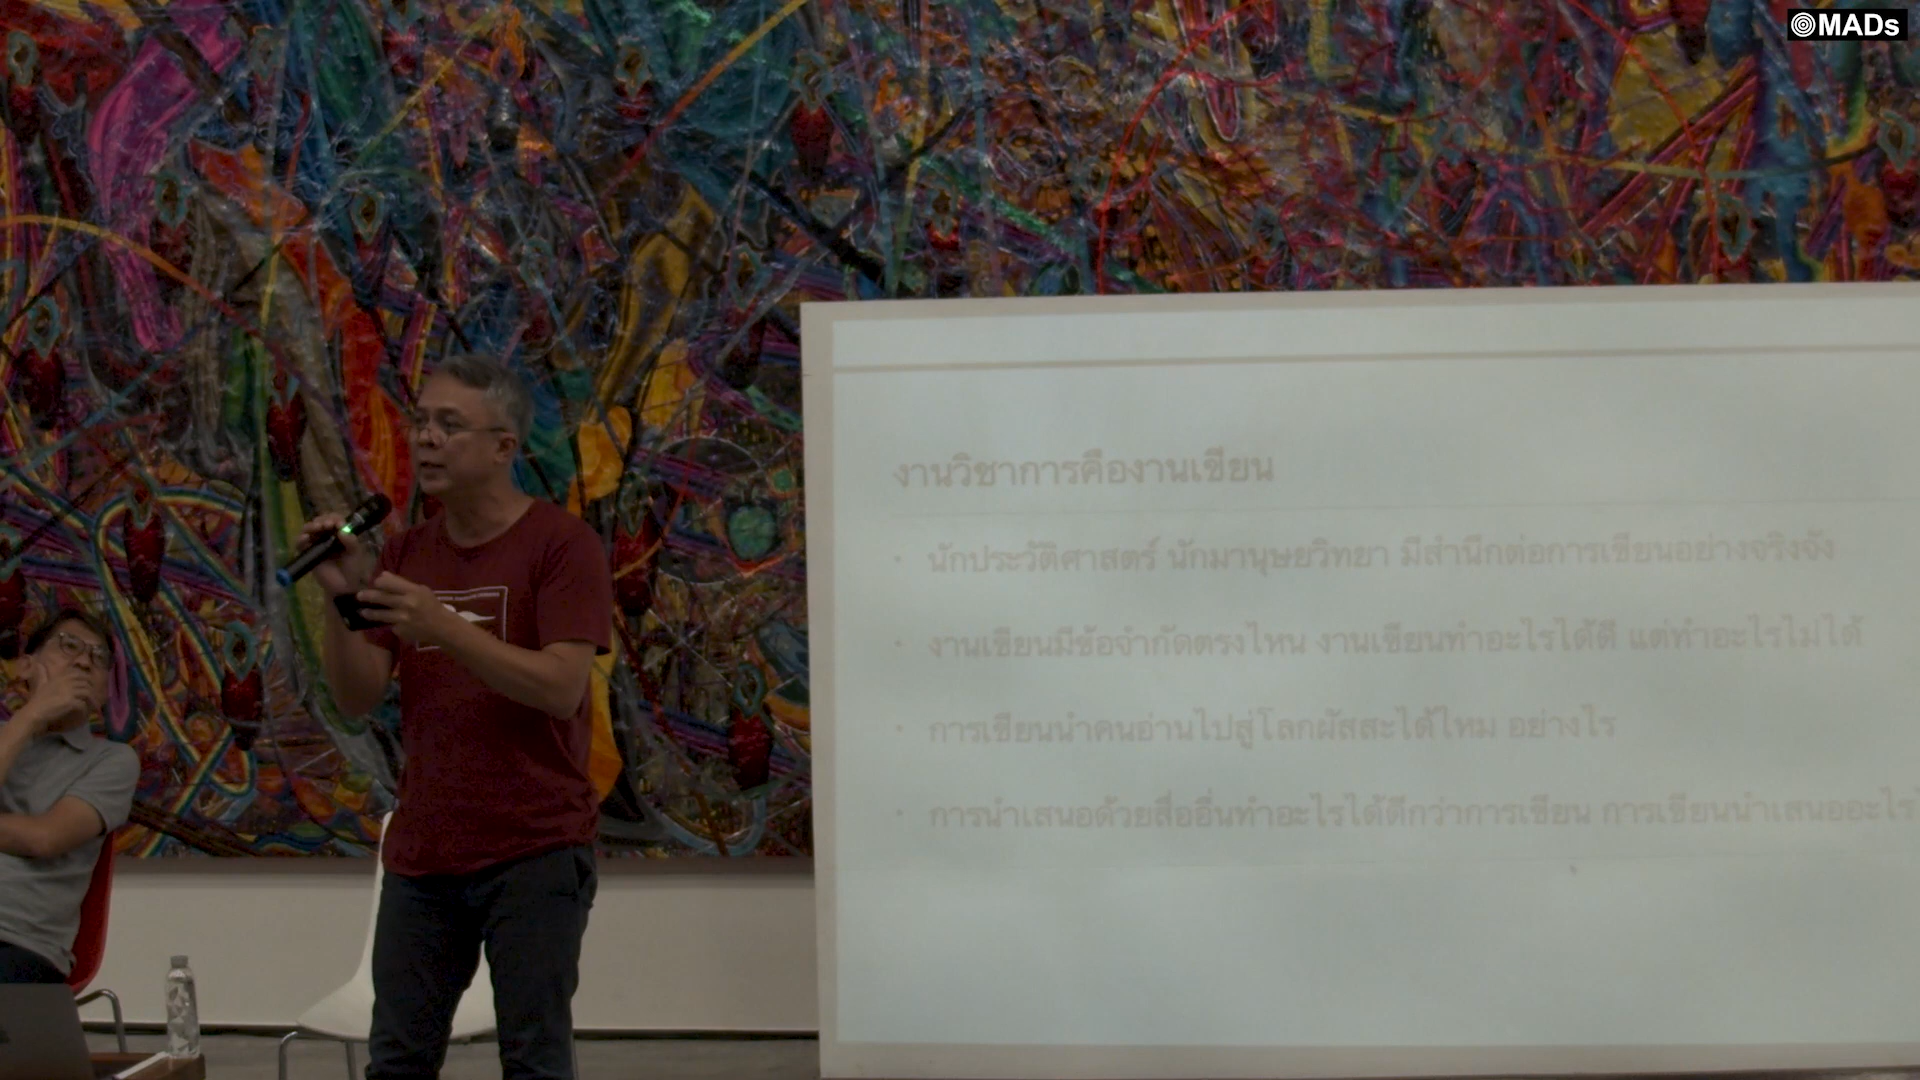 MADs
งานวิชาการคืองานเขียน
• นักประวัติศาสตร์ นักมานุษยวิทยา มีสำนึกต่อการเขียนอย่างจริงจัง
• งานเขียนมีข้อจำกัดตรงไหน งานเขียนทำอะไรได้ดี แต่ทำอะไรไม่ได้
• การเขียนนำคนอ่านไปสู่โลกผัสสะได้ไหม อย่างไร
• การนำเสนอด้วยสื่ออื่นทำอะไรได้ดีกว่าการเขียน การเขียนนำเสนออะไร